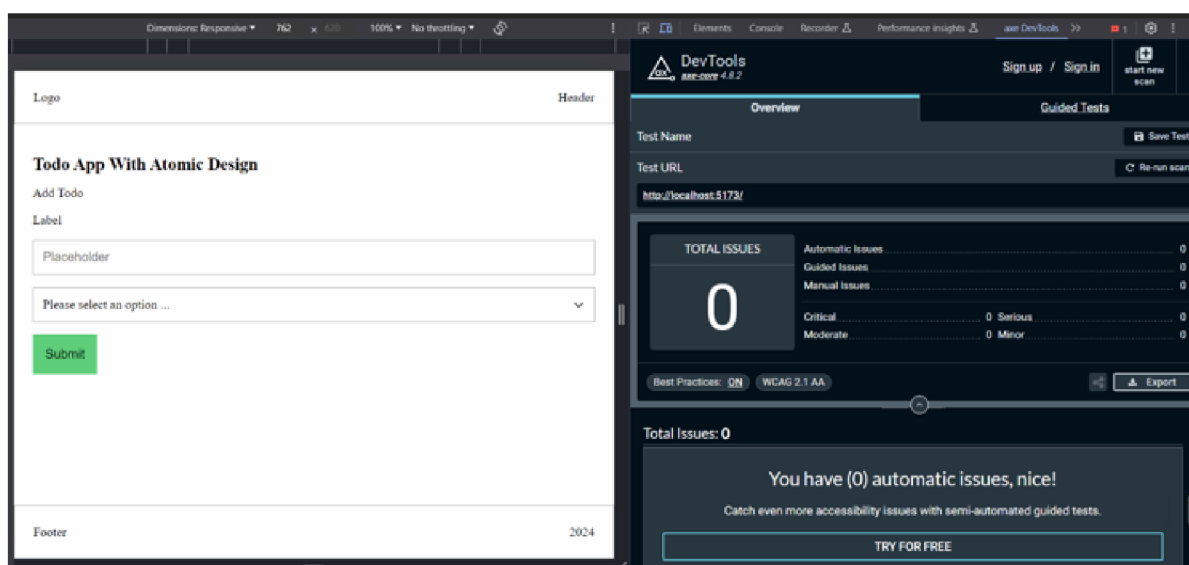 Dimensions: Responsive ▾ 762 × 620 100% ▾ No throttling ▾
Elements Console Recorder Performance insights axe DevTools >> 1
Logo Header
Todo App With Atomic Design
Add Todo
Label
Placeholder
Please select an option ...
Submit
Footer 2024
ax
DevTools
axe-core 4.8.2
Sign up / Sign in
start new
scan
Overview Guided Tests
Test Name Save Test
Test URL Re-run scan
http://localhost:5173/
TOTAL ISSUES
0
Automatic Issues 0
Guided Issues 0
Manual Issues 0
Critical 0 Serious 0
Moderate 0 Minor 0
Best Practices: ON WCAG 2.1 AA Export
Total Issues: 0
You have (0) automatic issues, nice!
Catch even more accessibility issues with semi-automated guided tests.
TRY FOR FREE